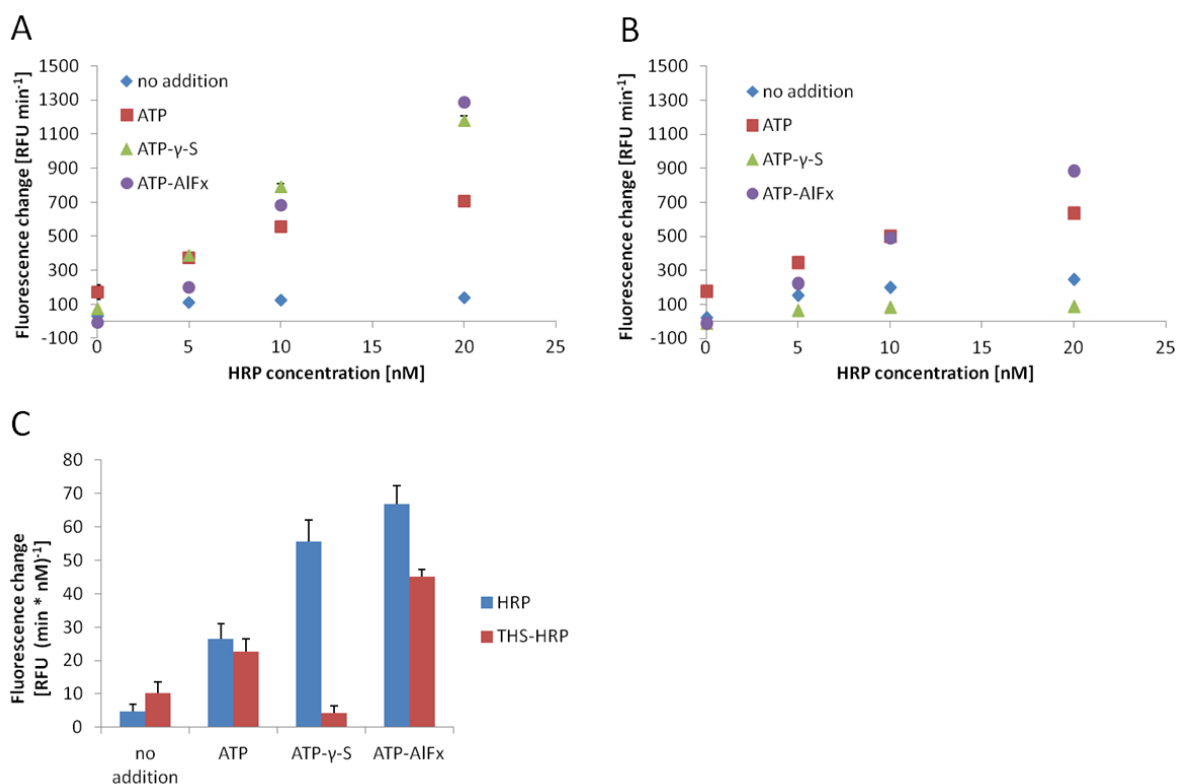 A
Fluorescence change [RFU min-1]
1500
1300
1100
900
700
500
300
100
-100
no addition
ATP
ATP-γ-S
ATP-AlFx
0 5 10 15 20 25
HRP concentration [nM]
B
Fluorescence change [RFU min-1]
1500
1300
1100
900
700
500
300
100
-100
no addition
ATP
ATP-γ-S
ATP-AlFx
0 5 10 15 20 25
HRP concentration [nM]
C
Fluorescence change
[RFU (min * nM)-1]
80
70
60
50
40
30
20
10
0
HRP
THS-HRP
no ATP ATP-γ-S ATP-AlFx
addition